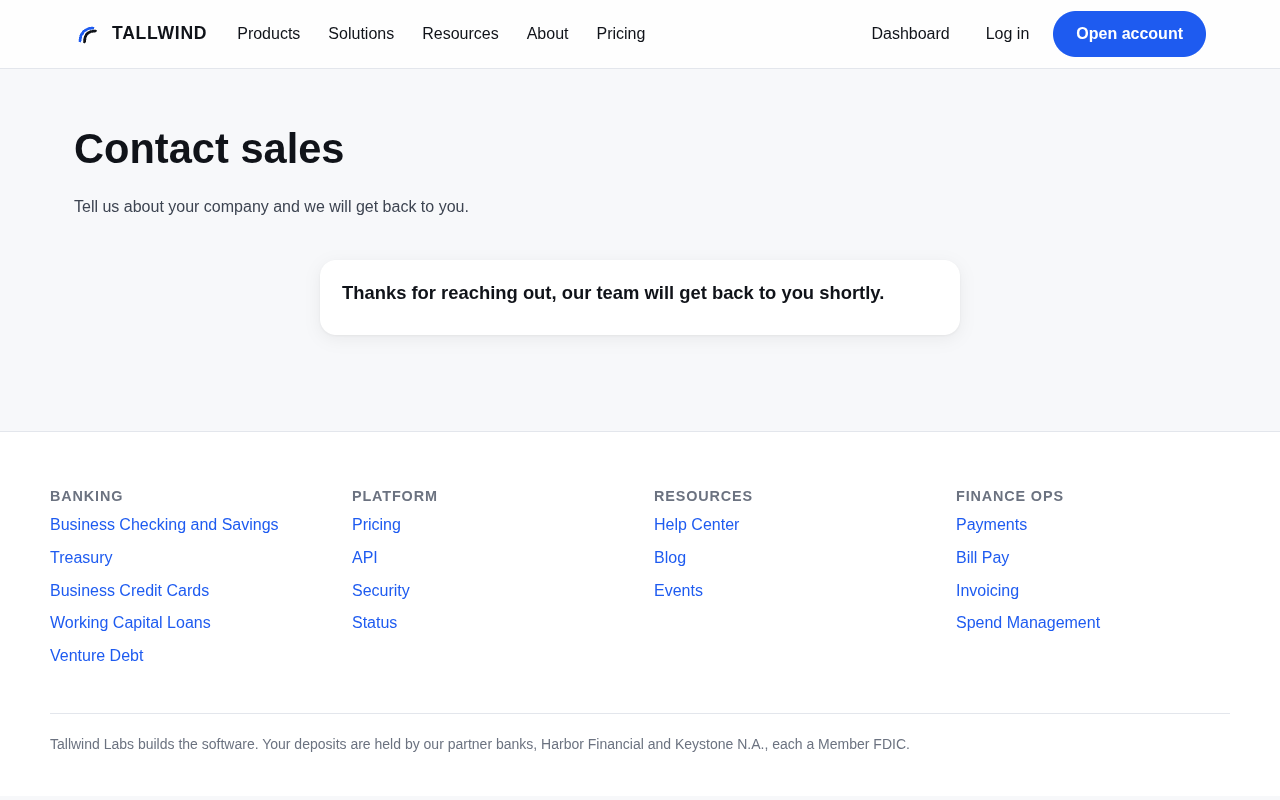 TALLWIND Products Solutions Resources About Pricing Dashboard Log in Open account
Contact sales
Tell us about your company and we will get back to you.
Thanks for reaching out, our team will get back to you shortly.
BANKING
Business Checking and Savings
Treasury
Business Credit Cards
Working Capital Loans
Venture Debt
PLATFORM
Pricing
API
Security
Status
RESOURCES
Help Center
Blog
Events
FINANCE OPS
Payments
Bill Pay
Invoicing
Spend Management
Tallwind Labs builds the software. Your deposits are held by our partner banks, Harbor Financial and Keystone N.A., each a Member FDIC.